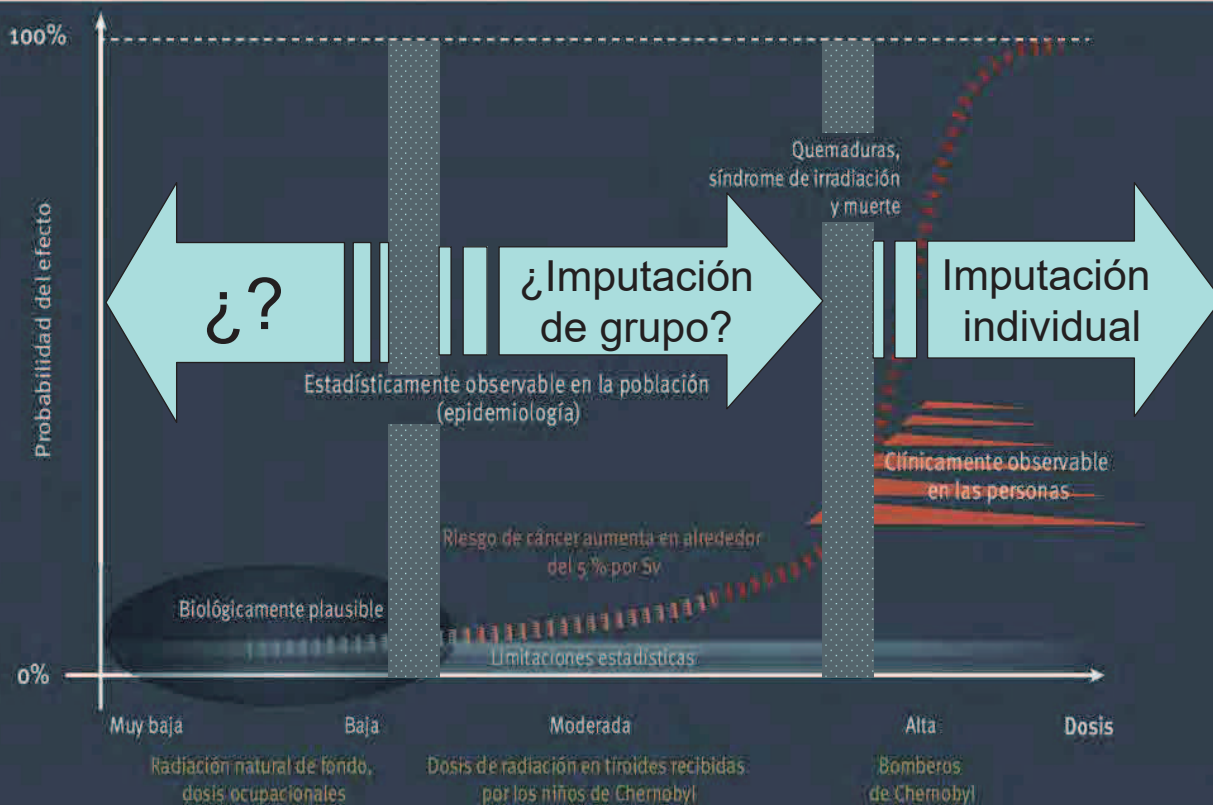 100%
Quemaduras,
síndrome de irradiación
y muerte
Probabilidad del efecto
¿?
¿Imputación
de grupo?
Imputación
individual
Estadísticamente observable en la población
(epidemiología)
Clínicamente observable
en las personas
Riesgo de cáncer aumenta en alrededor
del 5 % por Sv
Biológicamente plausible
Limitaciones estadísticas
0%
Muy baja
Baja
Moderada
Alta
Dosis
Radiación natural de fondo,
dosis ocupacionales
Dosis de radiación en tiroides recibidas
por los niños de Chernobyl
Bomberos
de Chernobyl